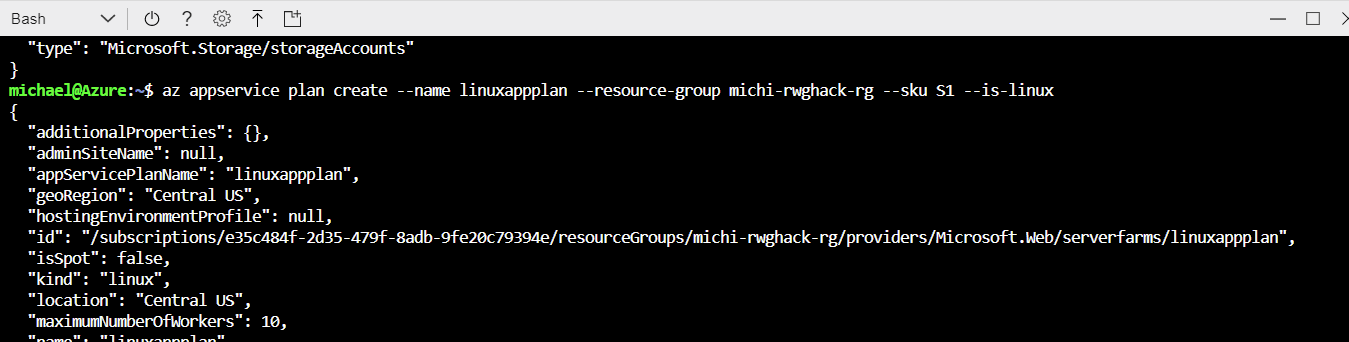 Bash
"type": "Microsoft.Storage/storageAccounts"
}
michael@Azure:~$ az appservice plan create --name linuxappplan --resource-group michi-rwghack-rg --sku S1 --is-linux
{
"additionalProperties": {},
"adminSiteName": null,
"appServicePlanName": "linuxappplan",
"geoRegion": "Central US",
"hostingEnvironmentProfile": null,
"id": "/subscriptions/e35c484f-2d35-479f-8adb-9fe20c79394e/resourceGroups/michi-rwghack-rg/providers/Microsoft.Web/serverfarms/linuxappplan",
"isSpot": false,
"kind": "linux",
"location": "Central US",
"maximumNumberOfWorkers": 10,
"name": "linuxappplan"